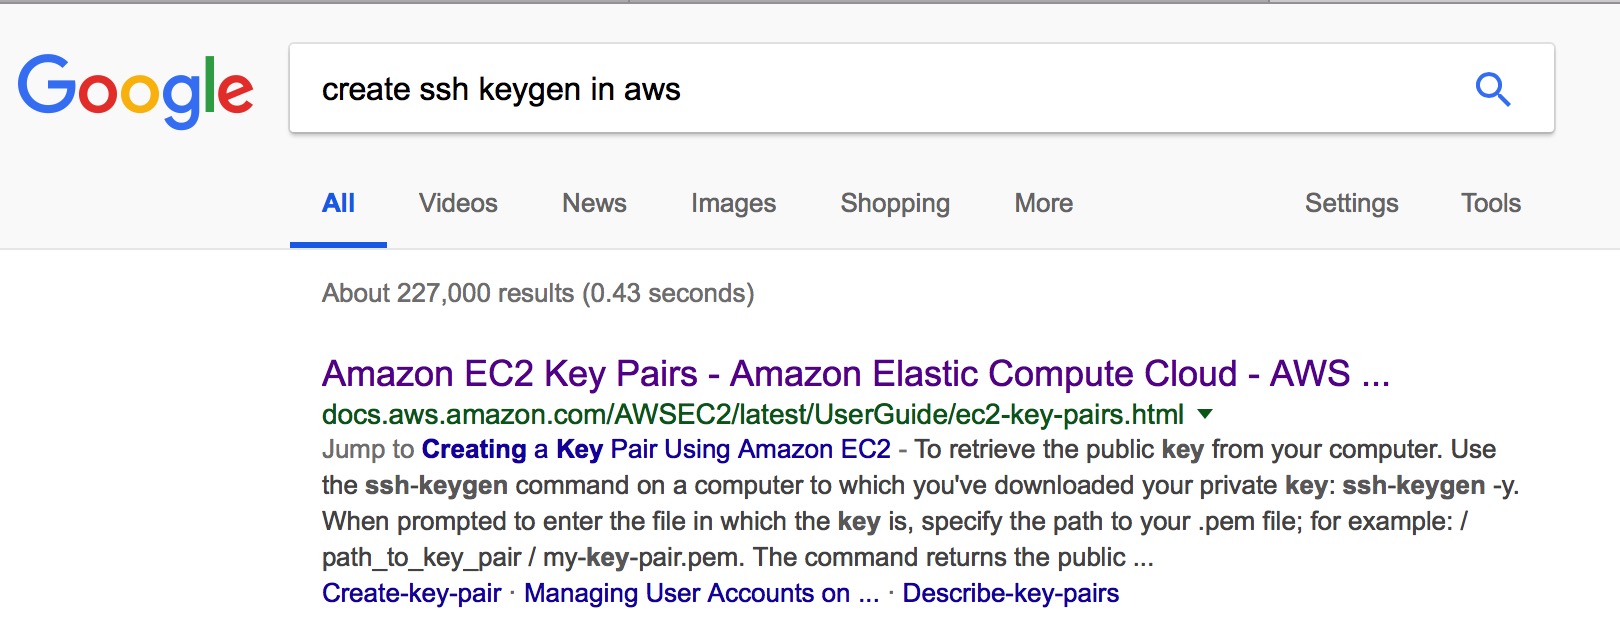 Google
create ssh keygen in aws
All Videos News Images Shopping More Settings Tools
About 227,000 results (0.43 seconds)
Amazon EC2 Key Pairs - Amazon Elastic Compute Cloud - AWS ...
docs.aws.amazon.com/AWSEC2/latest/UserGuide/ec2-key-pairs.html
Jump to Creating a Key Pair Using Amazon EC2 - To retrieve the public key from your computer. Use
the ssh-keygen command on a computer to which you've downloaded your private key: ssh-keygen -y.
When prompted to enter the file in which the key is, specify the path to your .pem file; for example: /
path_to_key_pair / my-key-pair.pem. The command returns the public ...
Create-key-pair · Managing User Accounts on ... · Describe-key-pairs